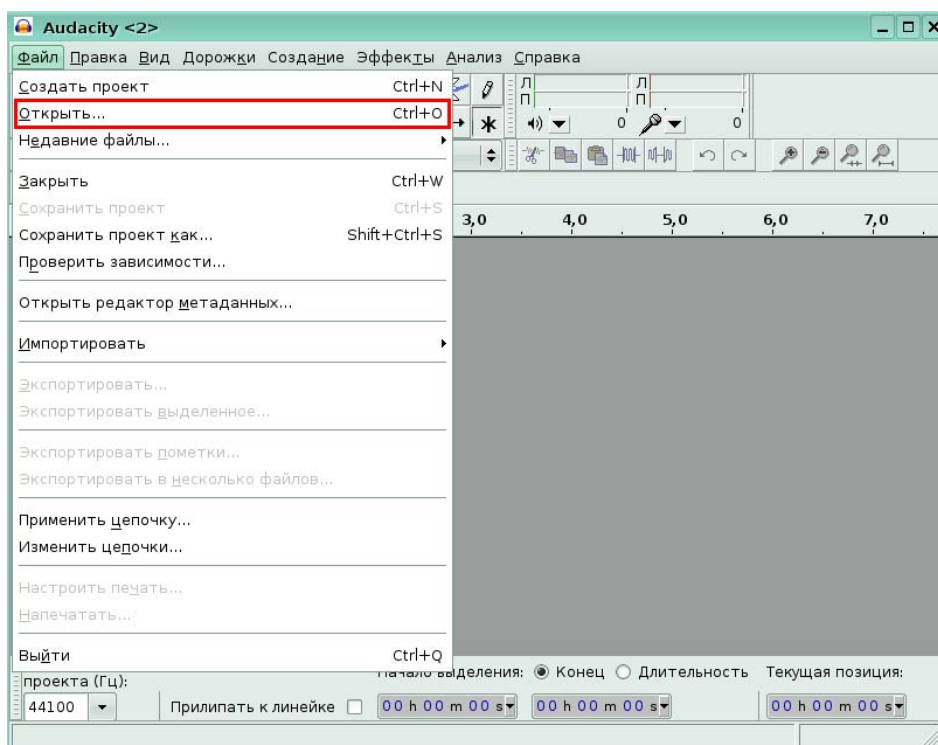 Audacity <2>
Файл Правка Вид Дорожки Создание Эффекты Анализ Справка
Создать проект Ctrl+N
Открыть... Ctrl+O
Недавние файлы...
Закрыть Ctrl+W
Сохранить проект Ctrl+S
Сохранить проект как... Shift+Ctrl+S
Проверить зависимости...
Открыть редактор метаданных...
Импортировать
Экспортировать...
Экспортировать выделенное...
Экспортировать пометки...
Экспортировать в несколько файлов...
Применить цепочку...
Изменить цепочки...
Настроить печать...
Напечатать...
Выйти Ctrl+Q
Л Л
П П
0 0
3,0 4,0 5,0 6,0 7,0
проекта (Гц): Начало выделения: Конец Длительность Текущая позиция:
44100 Прилипать к линейке 00 h 00 m 00 s 00 h 00 m 00 s 00 h 00 m 00 s